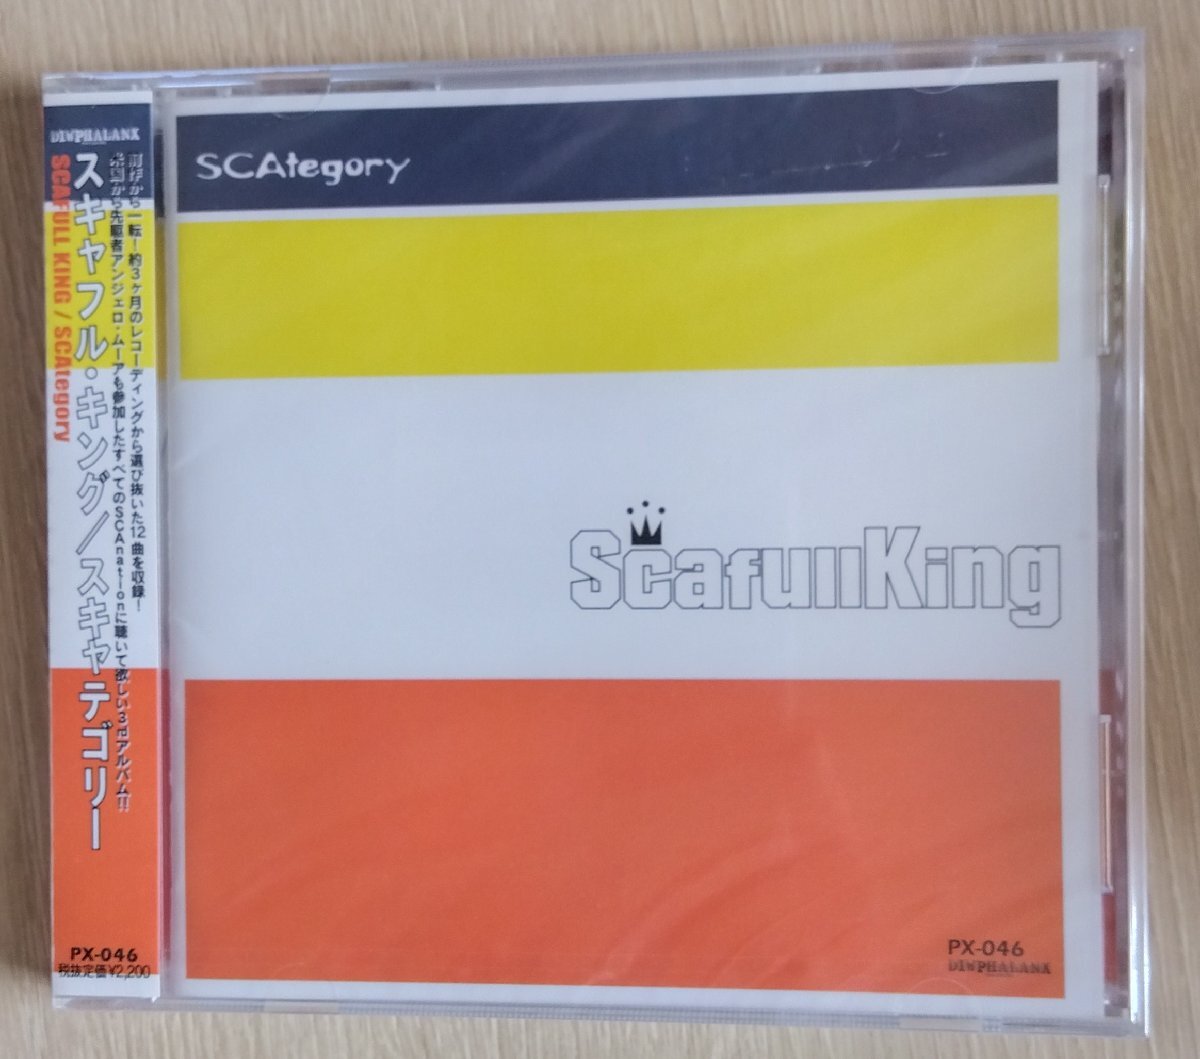 DIWPHALANX
前作から一転！約3ヶ月のレコーディングから選び抜いた12曲を収録！
米国から先駆者アンジェロ・ムーアも参加したすべてのSCAnationに聴いて欲しい3rdアルバム!!
スキャフル・キング／スキャテゴリー
SCAFULL KING / SCAtegory
PX-046
税抜定価¥2,200
SCAtegory
ScafullKing
PX-046
DIWPHALANX